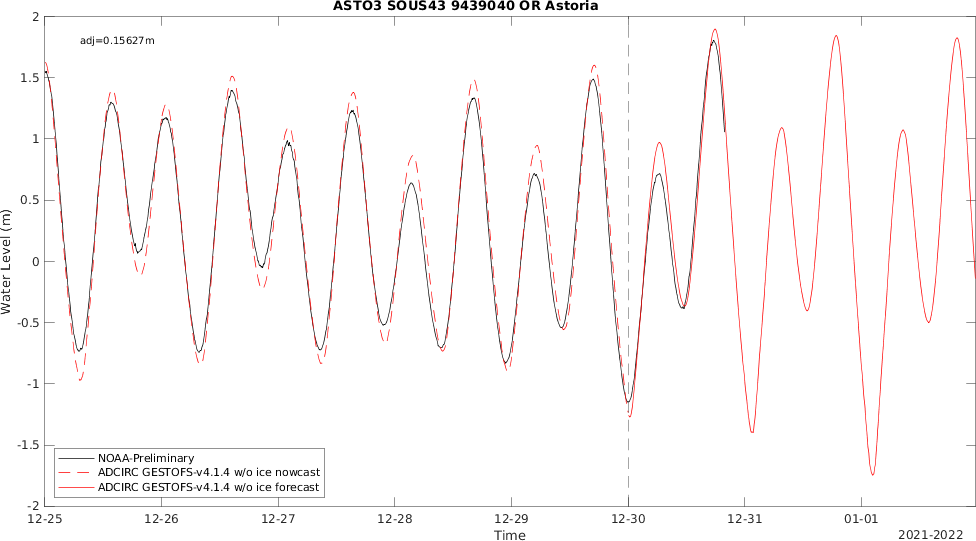 ASTO3 SOUS43 9439040 OR Astoria
adj=0.15627m
2
1.5
1
0.5
0
-0.5
-1
-1.5
-2
Water Level (m)
NOAA-Preliminary
ADCIRC GESTOFS-v4.1.4 w/o ice nowcast
ADCIRC GESTOFS-v4.1.4 w/o ice forecast
12-25 12-26 12-27 12-28 12-29 12-30 12-31 01-01
Time
2021-2022